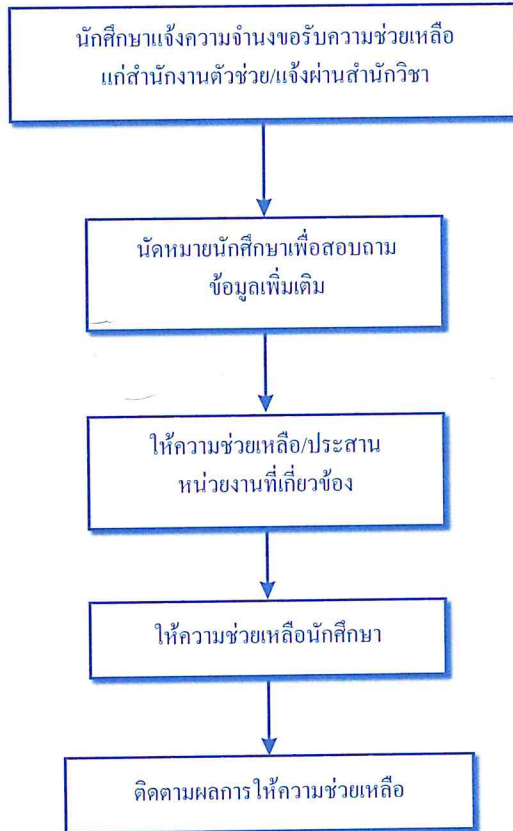 นักศึกษาแจ้งความจำนงขอรับความช่วยเหลือ
แก่สำนักงานตัวช่วย/แจ้งผ่านสำนักวิชา
นัดหมายนักศึกษาเพื่อสอบถาม
ข้อมูลเพิ่มเติม
ให้ความช่วยเหลือ/ประสาน
หน่วยงานที่เกี่ยวข้อง
ให้ความช่วยเหลือนักศึกษา
ติดตามผลการให้ความช่วยเหลือ